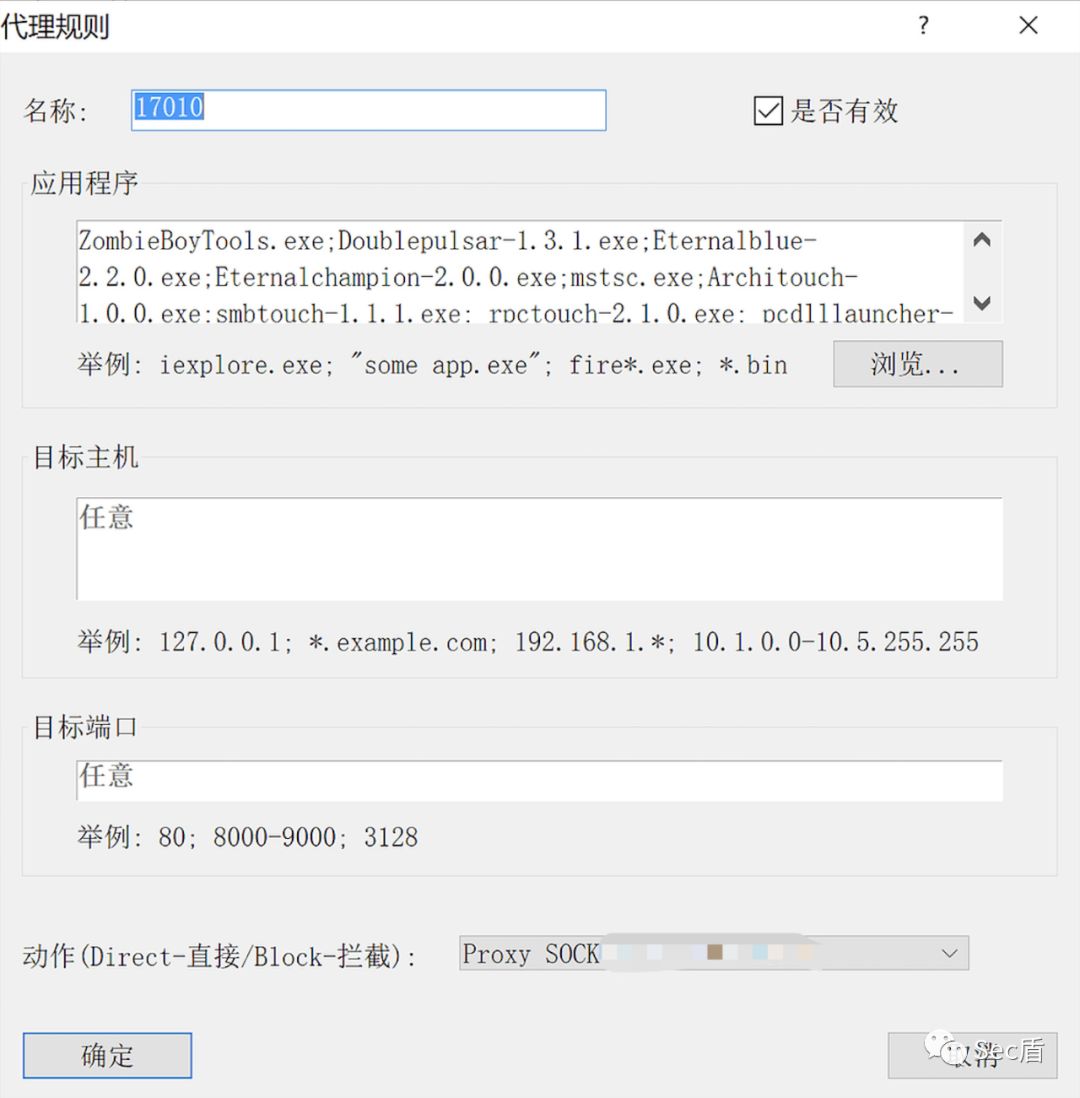 代理规则
名称: 17010 是否有效
应用程序
ZombieBoyTools.exe;Doublepulsar-1.3.1.exe;Eternalblue-
2.2.0.exe;Eternalchampion-2.0.0.exe;mstsc.exe;Architouch-
1.0.0.exe;smbtouch-1.1.1.exe; rpctouch-2.1.0.exe; pcdlllauncher-
举例: iexplore.exe; "some app.exe"; fire*.exe; *.bin 浏览...
目标主机
任意
举例: 127.0.0.1; *.example.com; 192.168.1.*; 10.1.0.0-10.5.255.255
目标端口
任意
举例: 80; 8000-9000; 3128
动作(Direct-直接/Block-拦截): Proxy SOCK
确定 取消
Sec盾